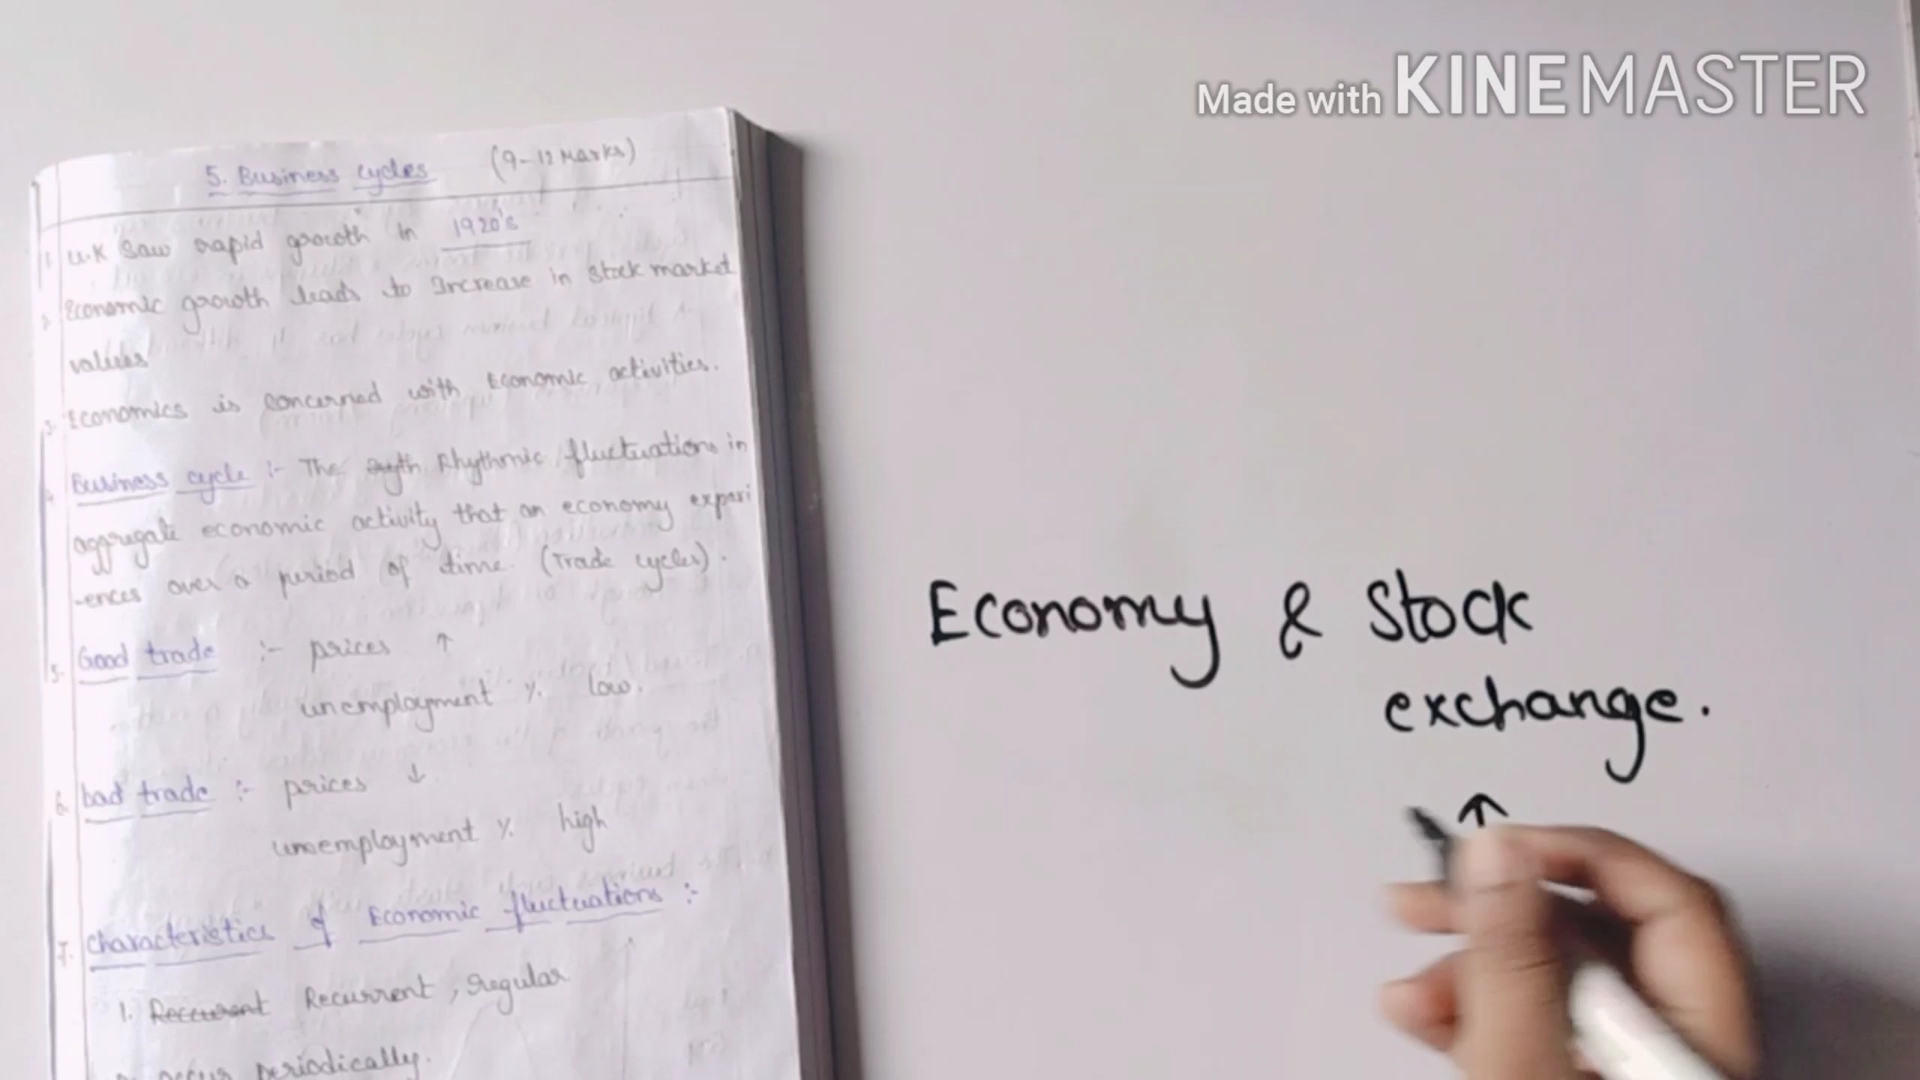 Made with KINEMASTER
5. Business cycles (9-12 Marks)
1. U.K Saw rapid growth in 1920's
2. Economic growth leads to Increase in stock market
values
3. Economics is concerned with Economic activities.
4. Business cycle :- The Rhythmic fluctuations in
aggregate economic activity that an economy experi
-ences over a period of time. (Trade cycles).
5. Good trade :- prices ↑
unemployment % low.
6. bad trade :- prices ↓
unemployment % high
7. characteristics of Economic fluctuations :-
1. Recurrent Recurrent, regular
occurs periodically.
Economy & Stock
exchange.
↑